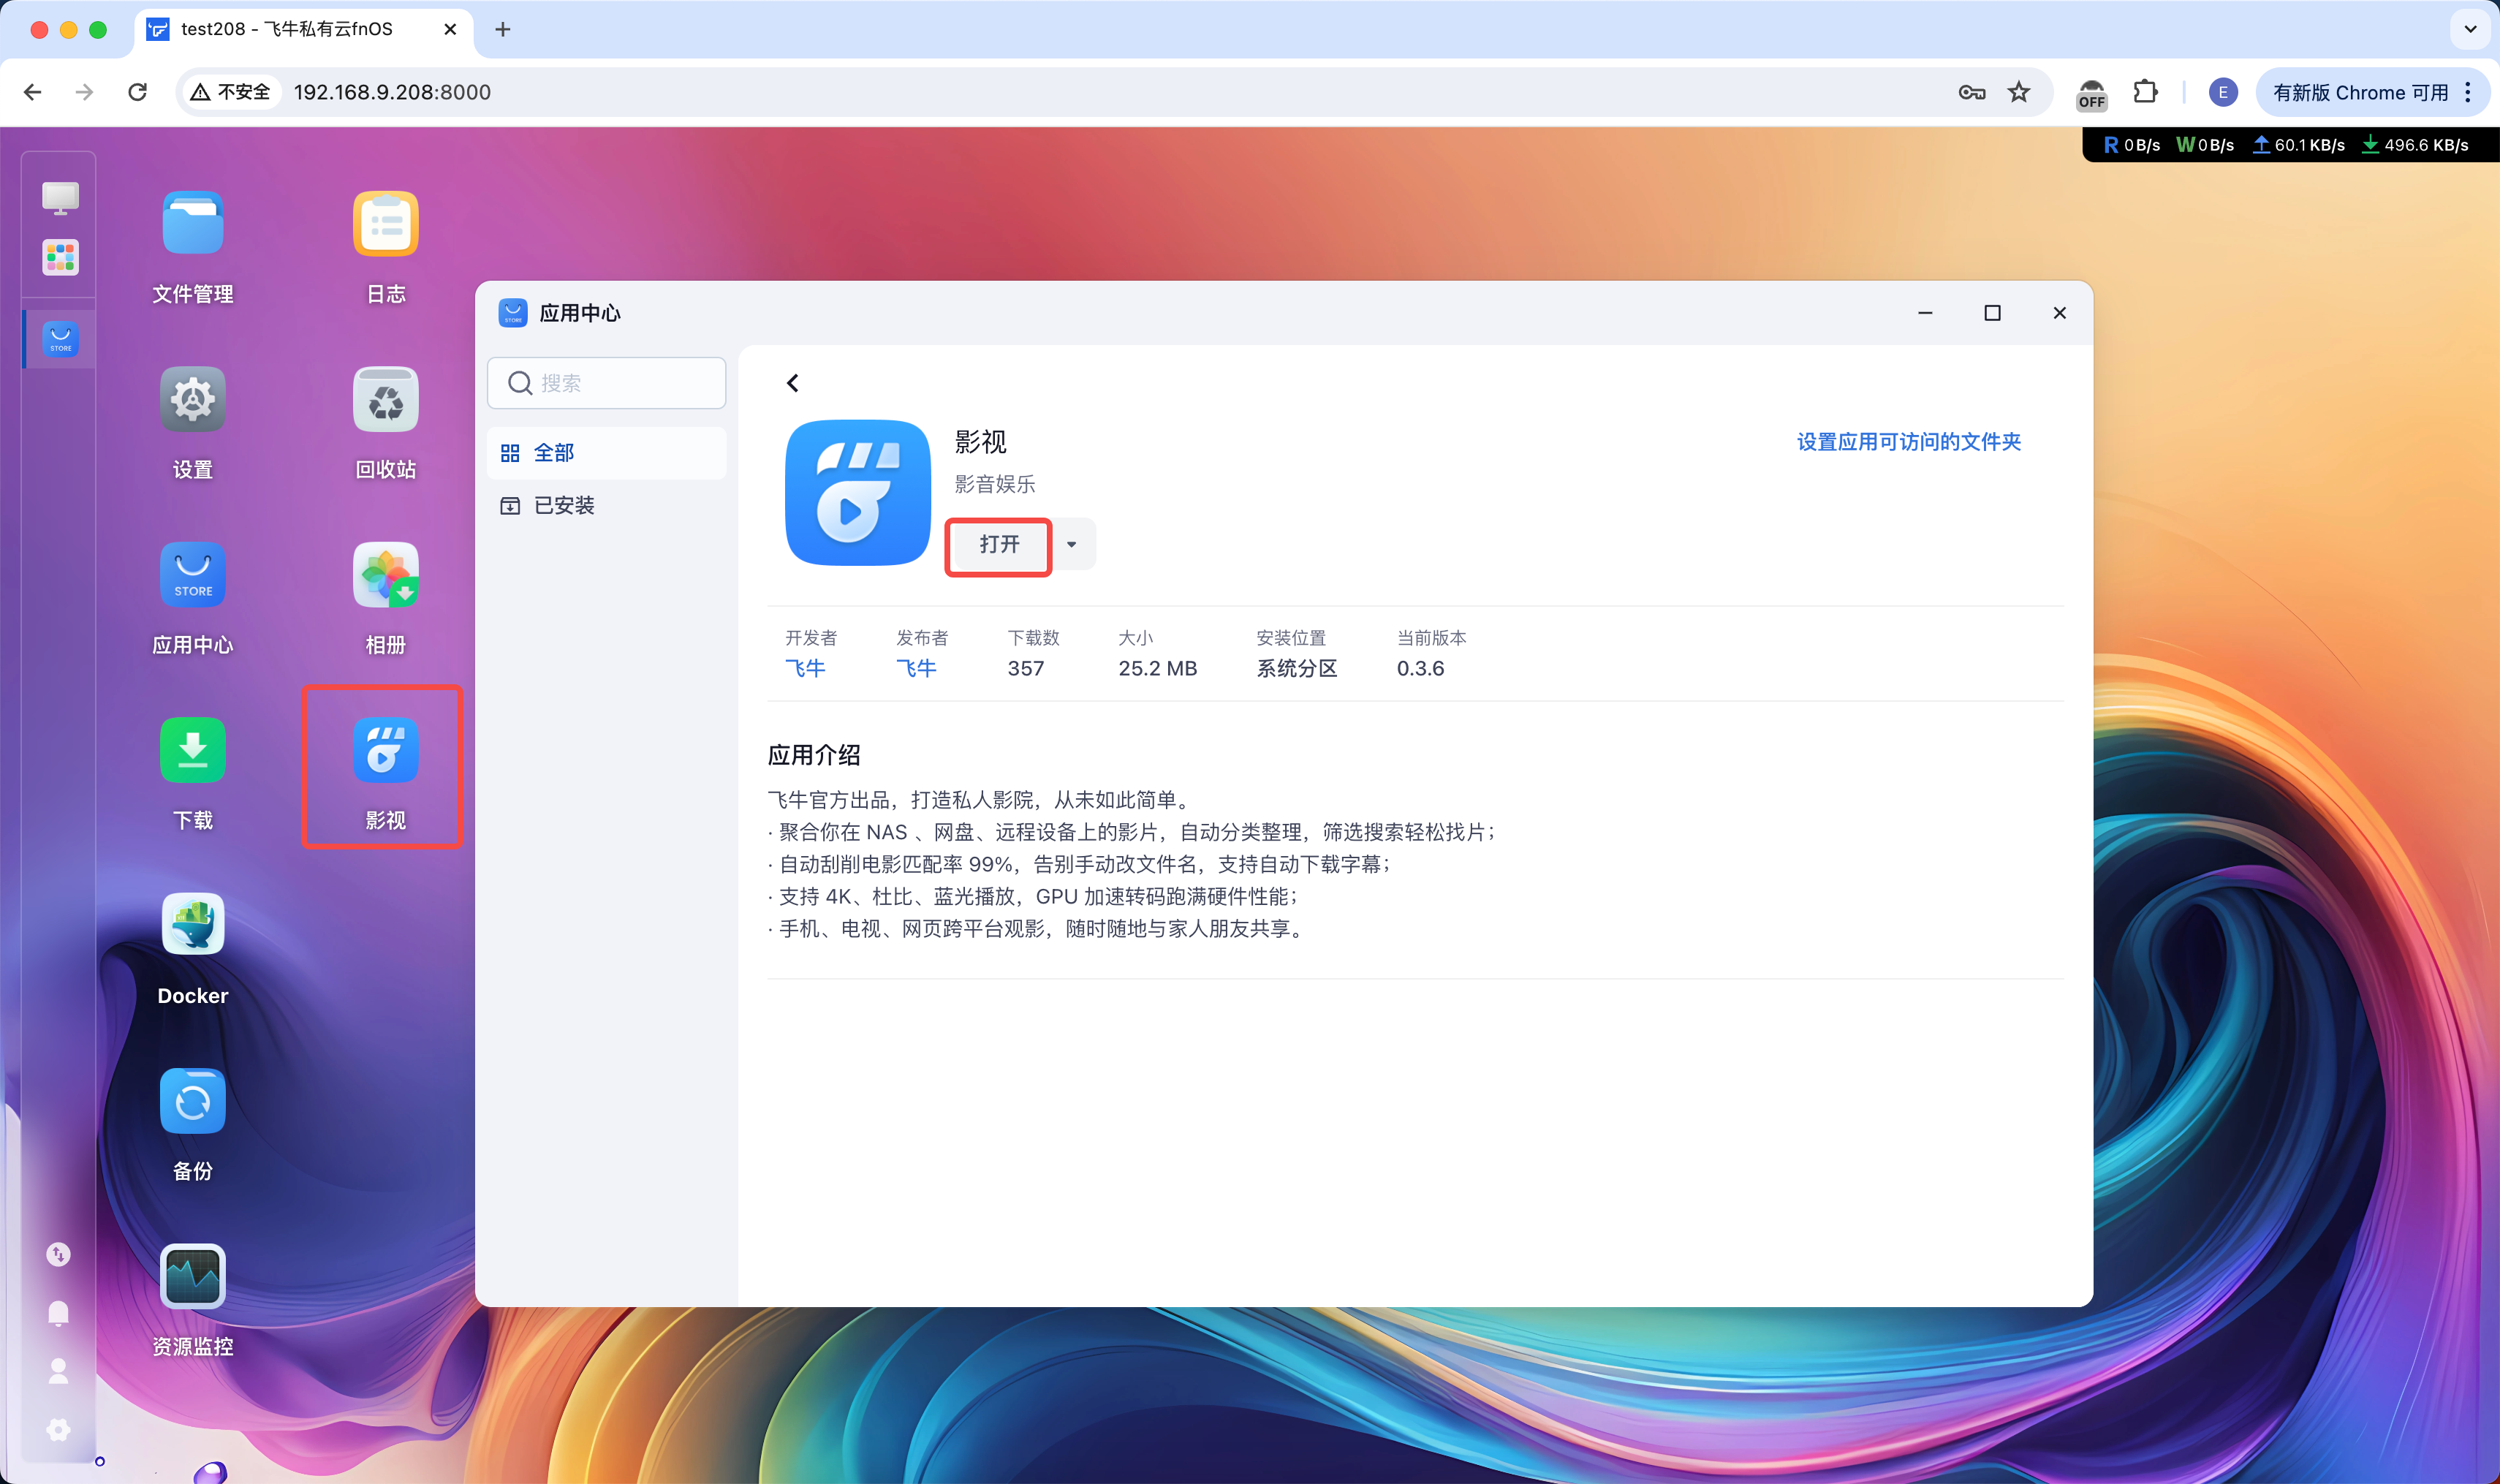 test208 - 飞牛私有云fnOS
不安全
192.168.9.208:8000
OFF
E
有新版 Chrome 可用
R 0 B/s W 0 B/s 60.1 KB/s 496.6 KB/s
文件管理
日志
设置
回收站
STORE
STORE
应用中心
相册
下载
影视
Docker
备份
资源监控
STORE
应用中心
搜索
全部
已安装
影视
影音娱乐
设置应用可访问的文件夹
打开
开发者 发布者 下载数 大小 安装位置 当前版本
飞牛 飞牛 357 25.2 MB 系统分区 0.3.6
应用介绍
飞牛官方出品，打造私人影院，从未如此简单。
· 聚合你在 NAS 、网盘、远程设备上的影片，自动分类整理，筛选搜索轻松找片；
· 自动刮削电影匹配率 99%，告别手动改文件名，支持自动下载字幕；
· 支持 4K、杜比、蓝光播放，GPU 加速转码跑满硬件性能；
· 手机、电视、网页跨平台观影，随时随地与家人朋友共享。